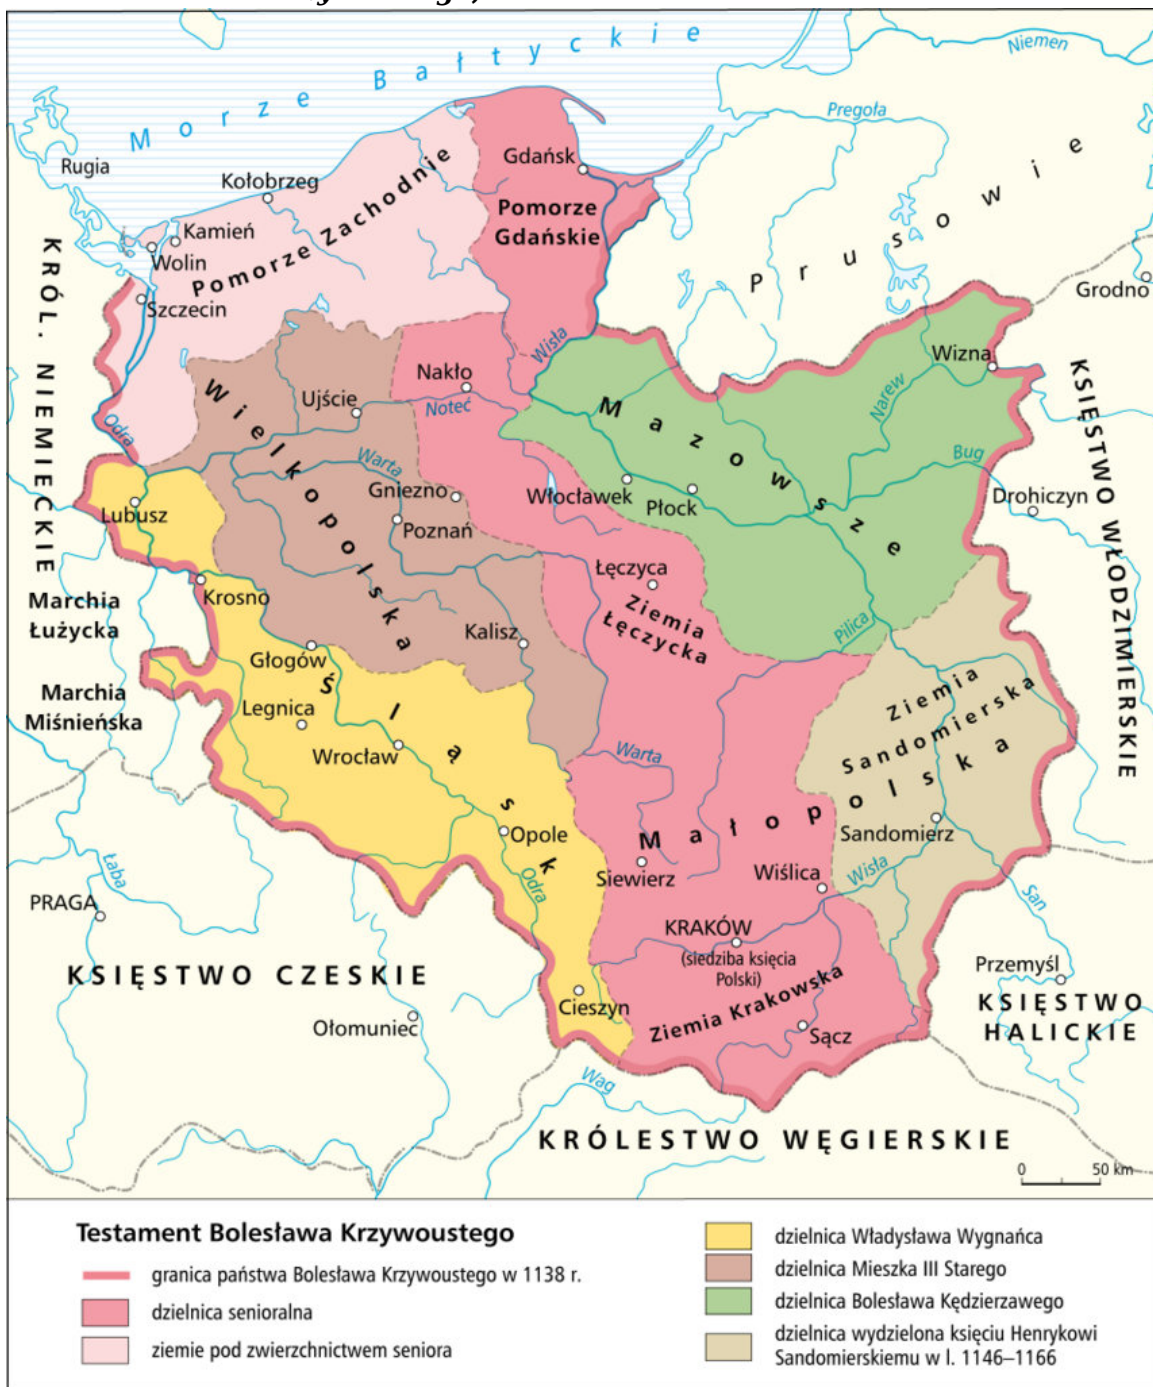 Morze Bałtyckie
Niemen
Pregoła
Rugia
Gdańsk
Kołobrzeg
Pomorze Zachodnie
Pomorze
Gdańskie
Prusowie
Kamień
Wolin
Szczecin
Grodno
KRÓL. NIEMIECKIE
Wisła
Wizna
Nakło
Ujście
Noteć
Narew
Mazowsze
Wielkopolska
Odra
Warta
Bug
KSIĘSTWO WŁODZIMIERSKIE
Gniezno
Włocławek
Płock
Drohiczyn
Lubusz
Poznań
Łęczyca
Krosno
Ziemia
Łęczycka
Marchia
Łużycka
Kalisz
Pilica
Głogów
Śląsk
Marchia
Miśnieńska
Legnica
Ziemia
Sandomierska
Wrocław
Warta
Małopolska
Opole
Sandomierz
Łaba
Siewierz
Wiślica
Wisła
Odra
San
PRAGA
KRAKÓW
(siedziba księcia
Polski)
KSIĘSTWO CZESKIE
Przemyśl
Cieszyn
Ziemia Krakowska
KSIĘSTWO
HALICKIE
Ołomuniec
Sącz
Wag
KRÓLESTWO WĘGIERSKIE
0 50 km
Testament Bolesława Krzywoustego
granica państwa Bolesława Krzywoustego w 1138 r.
dzielnica senioralna
ziemie pod zwierzchnictwem seniora
dzielnica Władysława Wygnańca
dzielnica Mieszka III Starego
dzielnica Bolesława Kędzierzawego
dzielnica wydzielona księciu Henrykowi
Sandomierskiemu w l. 1146–1166